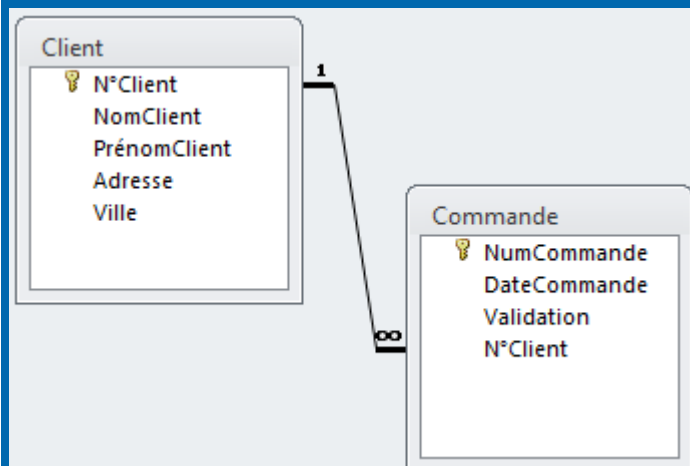 Client
N°Client
NomClient
PrénomClient
Adresse
Ville
1
∞
Commande
NumCommande
DateCommande
Validation
N°Client